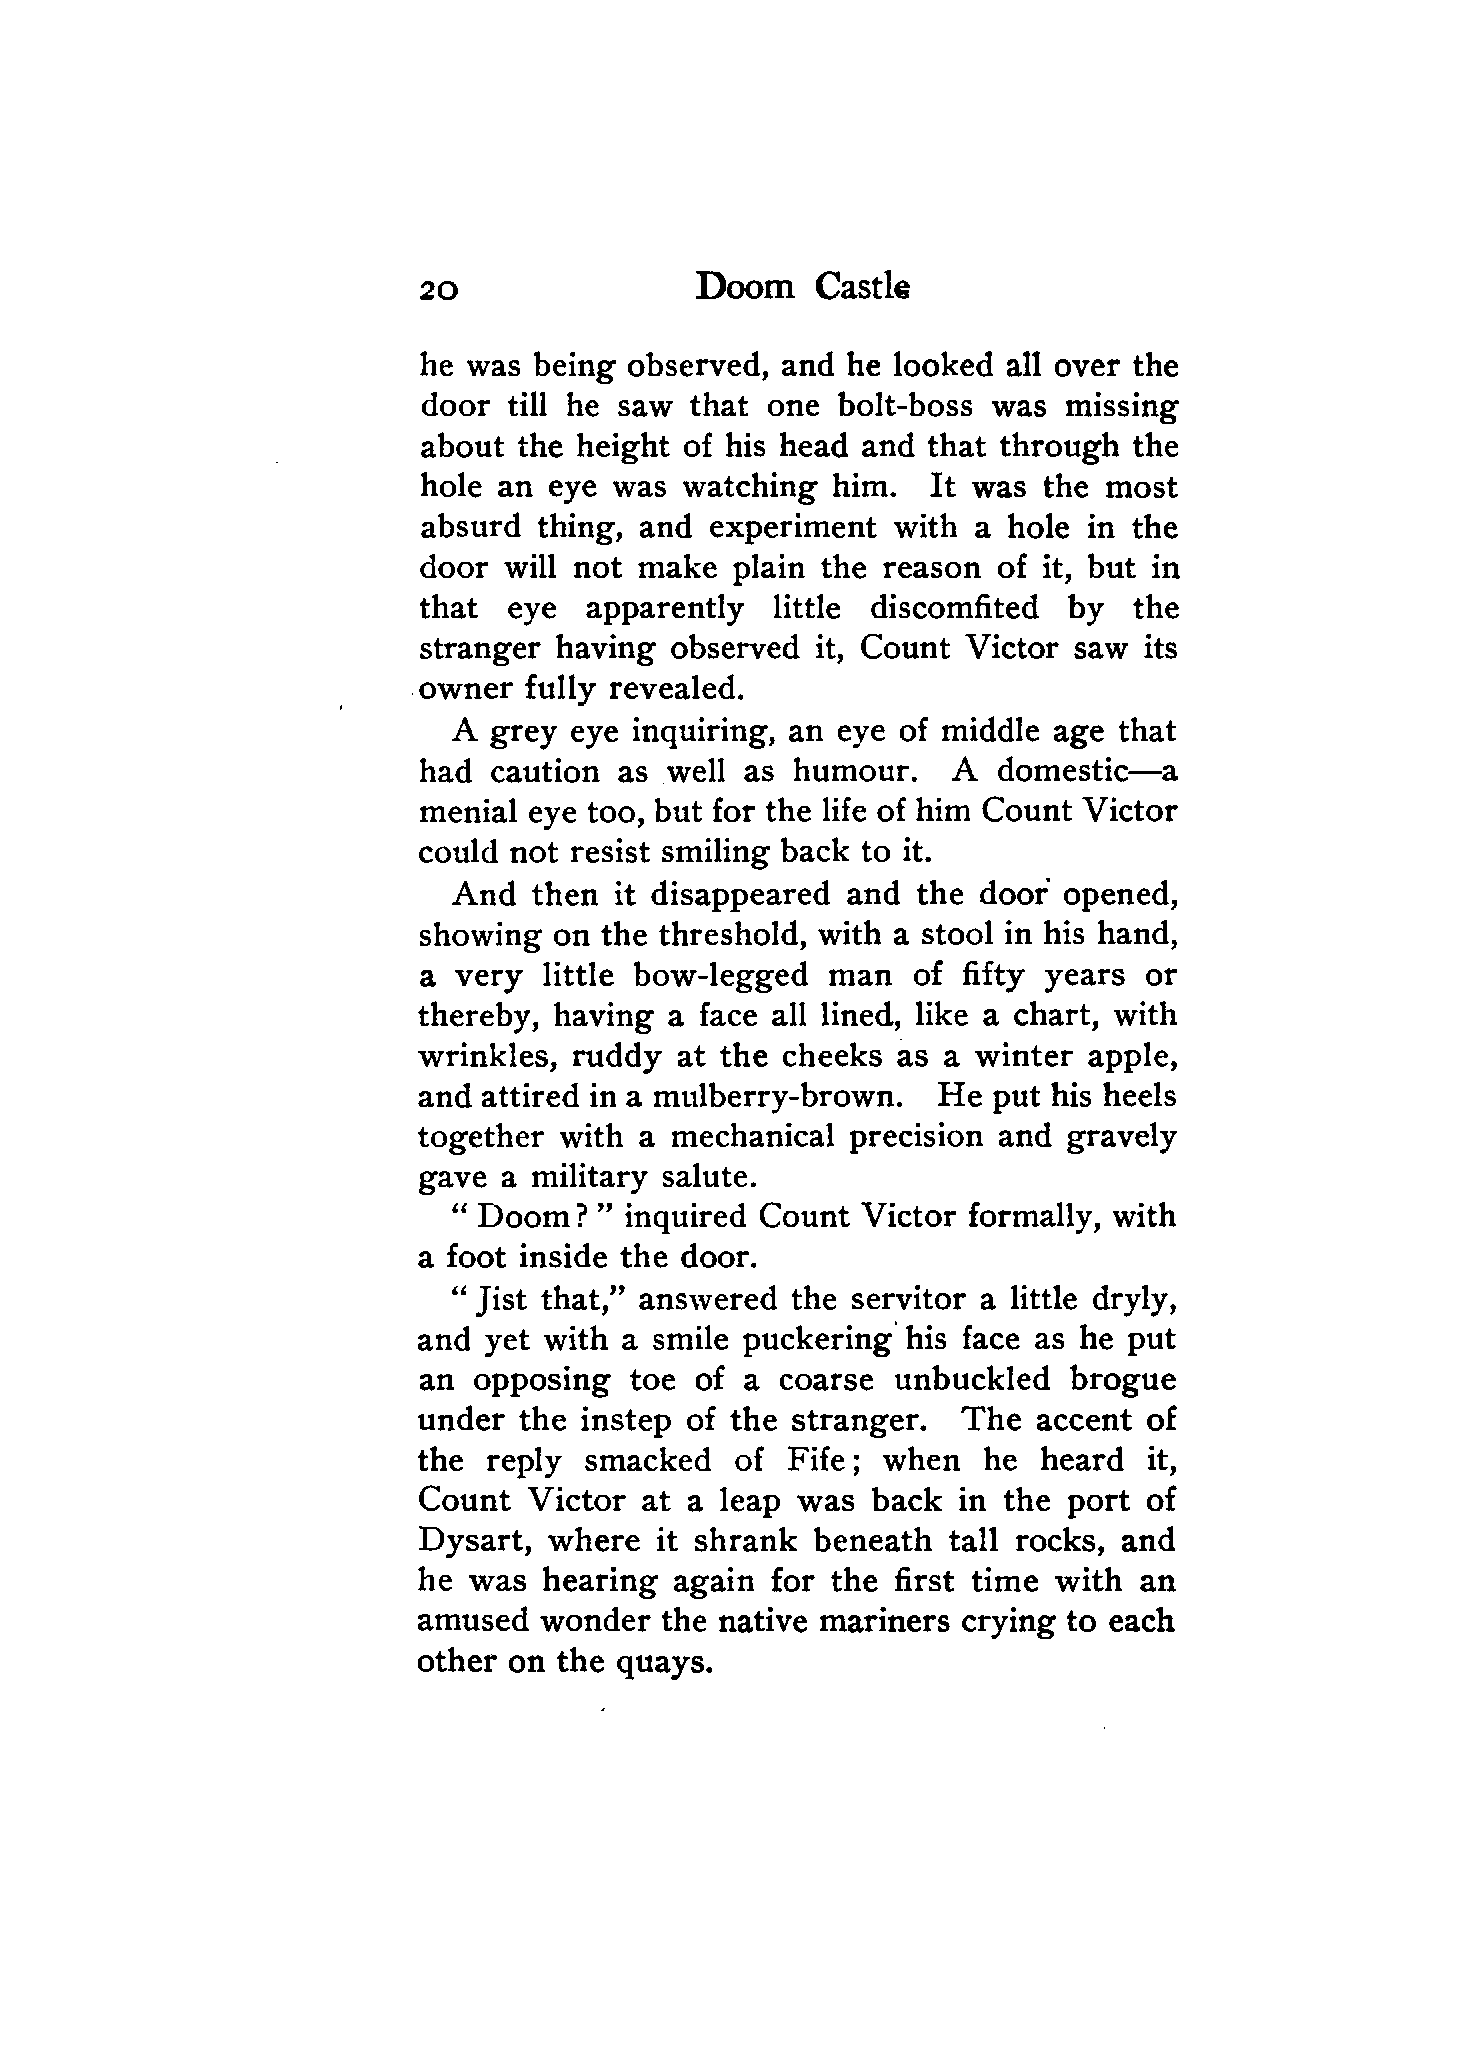 20 Doom Castle
he was being observed, and he looked all over the
door till he saw that one bolt-boss was missing
about the height of his head and that through the
hole an eye was watching him. It was the most
absurd thing, and experiment with a hole in the
door will not make plain the reason of it, but in
that eye apparently little discomfited by the
stranger having observed it, Count Victor saw its
owner fully revealed.
A grey eye inquiring, an eye of middle age that
had caution as well as humour. A domestic—a
menial eye too, but for the life of him Count Victor
could not resist smiling back to it.
And then it disappeared and the door opened,
showing on the threshold, with a stool in his hand,
a very little bow-legged man of fifty years or
thereby, having a face all lined, like a chart, with
wrinkles, ruddy at the cheeks as a winter apple,
and attired in a mulberry-brown. He put his heels
together with a mechanical precision and gravely
gave a military salute.
" Doom? " inquired Count Victor formally, with
a foot inside the door.
" Jist that," answered the servitor a little dryly,
and yet with a smile puckering his face as he put
an opposing toe of a coarse unbuckled brogue
under the instep of the stranger. The accent of
the reply smacked of Fife; when he heard it,
Count Victor at a leap was back in the port of
Dysart, where it shrank beneath tall rocks, and
he was hearing again for the first time with an
amused wonder the native mariners crying to each
other on the quays.